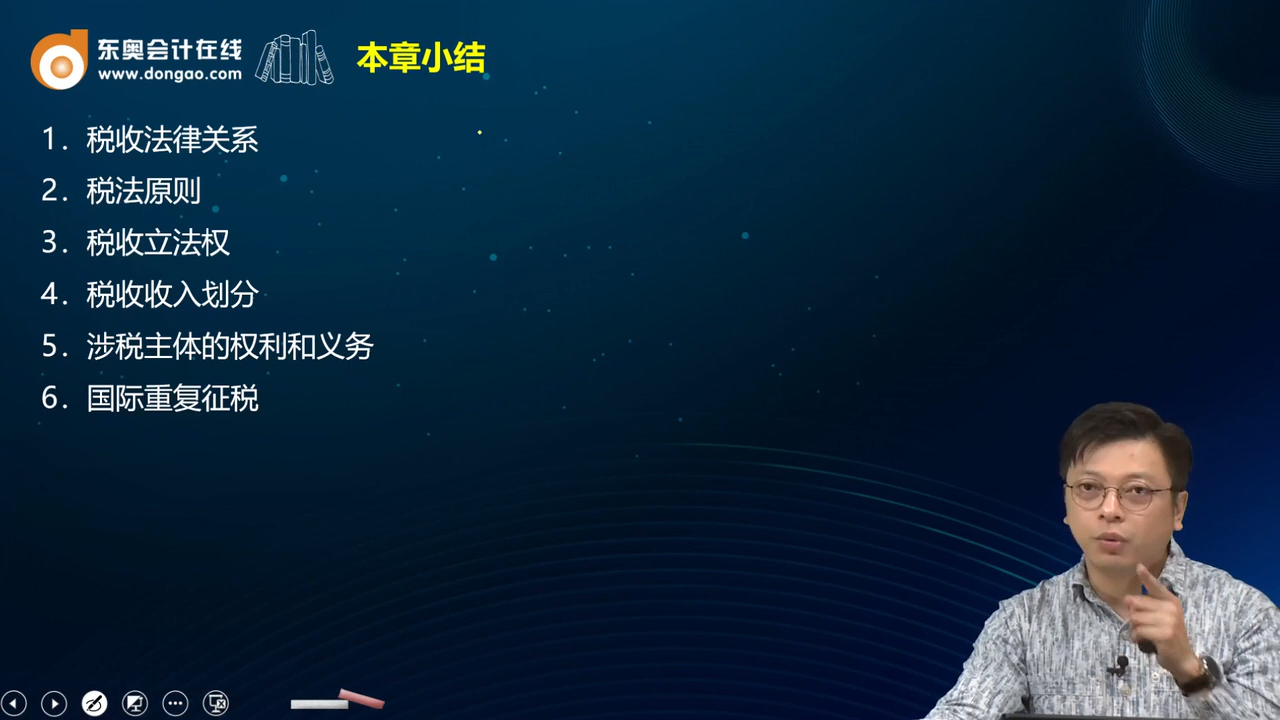 东奥会计在线
www.dongao.com
本章小结
1. 税收法律关系
2. 税法原则
3. 税收立法权
4. 税收收入划分
5. 涉税主体的权利和义务
6. 国际重复征税